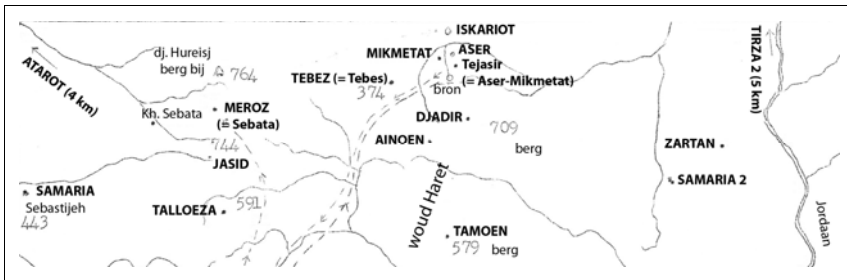 ISKARIOT
dj. Hureisj
berg bij
764
ATAROT (4 km)
MIKMETAT
ASER
Tejasir
(= Aser-Mikmetat)
bron
TEBEZ (= Tebes)
374
TIRZA 2 (5 km)
MEROZ
(= Sebata)
Kh. Sebata
744
JASID
DJADIR
709
berg
AINOEN
ZARTAN
SAMARIA
Sebastijeh
443
TALLOEZA
591
woud Haret
SAMARIA 2
TAMOEN
579 berg
Jordaan